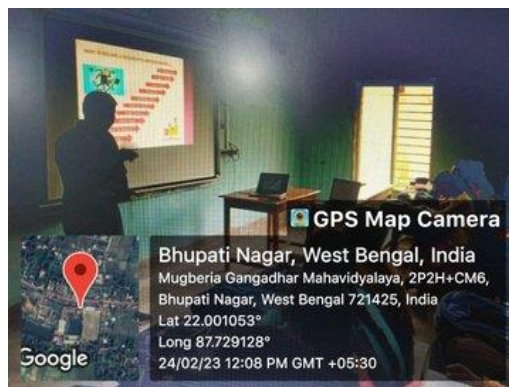 GPS Map Camera
Bhupati Nagar, West Bengal, India
Mugberia Gangadhar Mahavidyalaya, 2P2H+CM6,
Bhupati Nagar, West Bengal 721425, India
Lat 22.001053°
Long 87.729128°
24/02/23 12:08 PM GMT +05:30
Google